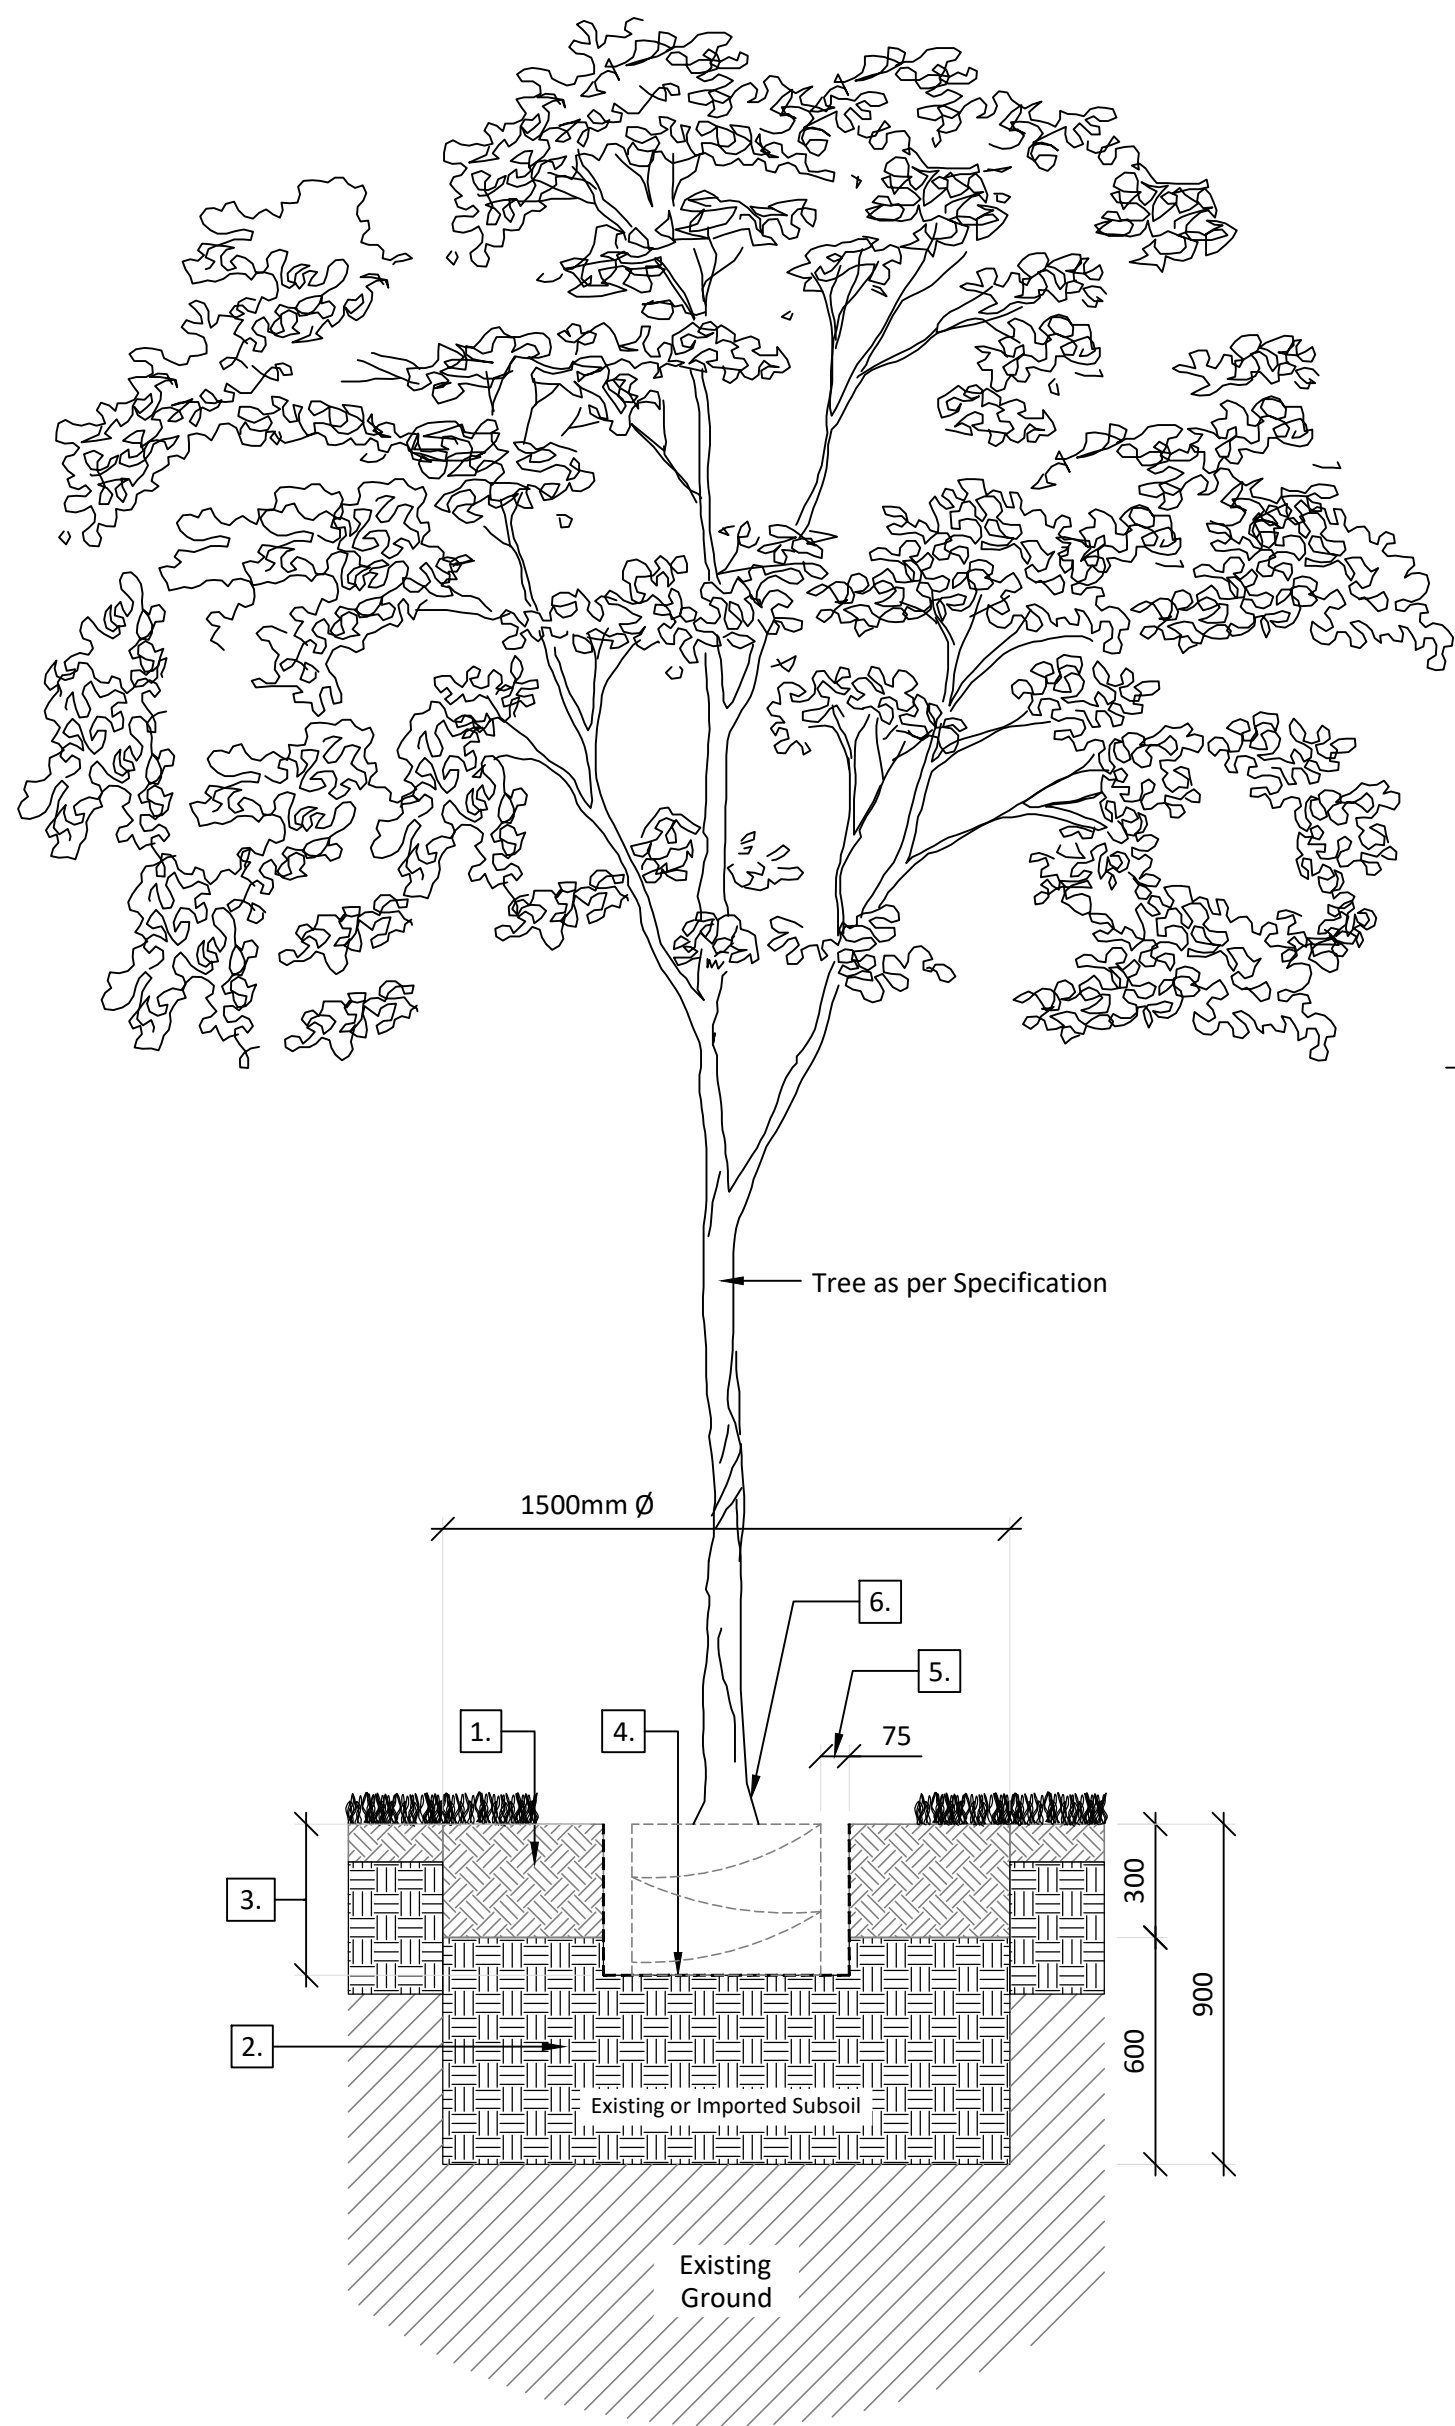 Tree as per Specification
1500mm Ø
6.
5.
1.
4.
75
3.
300
900
2.
600
Existing or Imported Subsoil
Existing
Ground